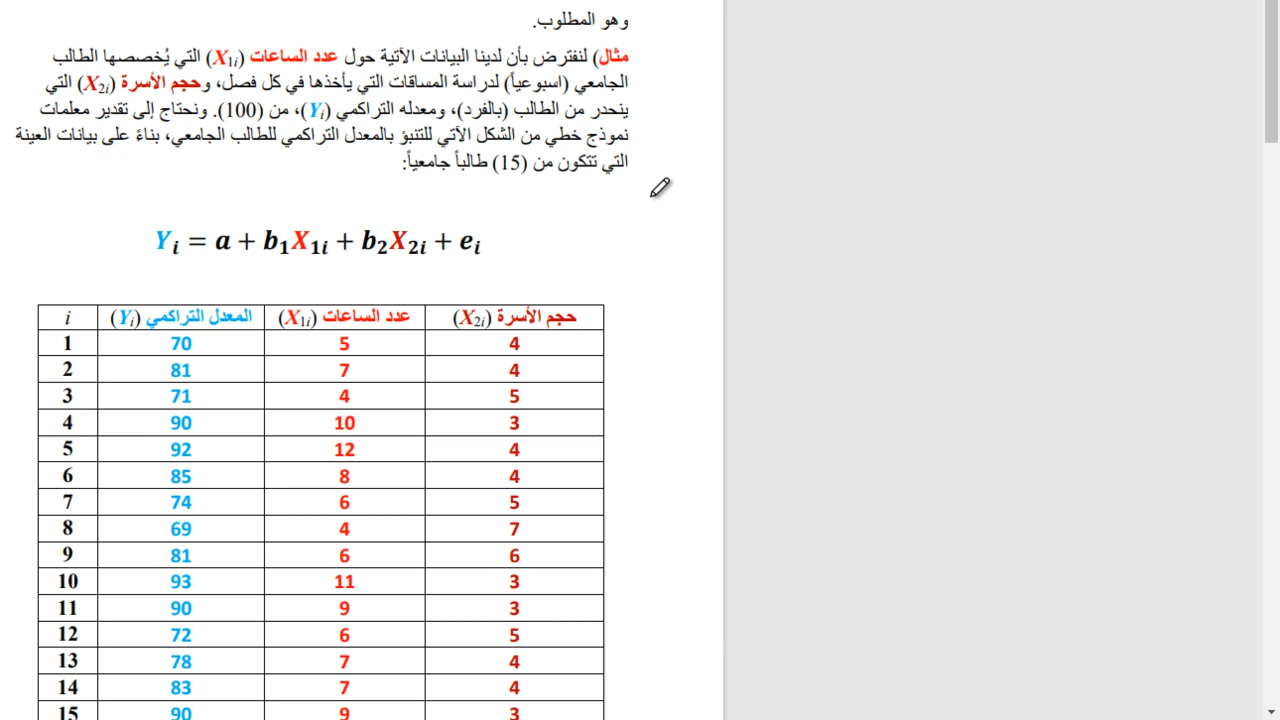 وهو المطلوب.
مثال) لنفترض بأن لدينا البيانات الآتية حول عدد الساعات (X1i) التي يُخصصها الطالب
الجامعي (اسبوعياً) لدراسة المساقات التي يأخذها في كل فصل، وحجم الأسرة (X2i) التي
ينحدر من الطالب (بالفرد)، ومعدله التراكمي (Yi)، من (100). ونحتاج إلى تقدير معلمات
نموذج خطي من الشكل الآتي للتنبؤ بالمعدل التراكمي للطالب الجامعي، بناءً على بيانات العينة
التي تتكون من (15) طالباً جامعياً:
Yi = a + b1X1i + b2X2i + ei
i المعدل التراكمي (Yi) عدد الساعات (X1i) حجم الأسرة (X2i)
1 70 5 4
2 81 7 4
3 71 4 5
4 90 10 3
5 92 12 4
6 85 8 4
7 74 6 5
8 69 4 7
9 81 6 6
10 93 11 3
11 90 9 3
12 72 6 5
13 78 7 4
14 83 7 4
15 90 9 3